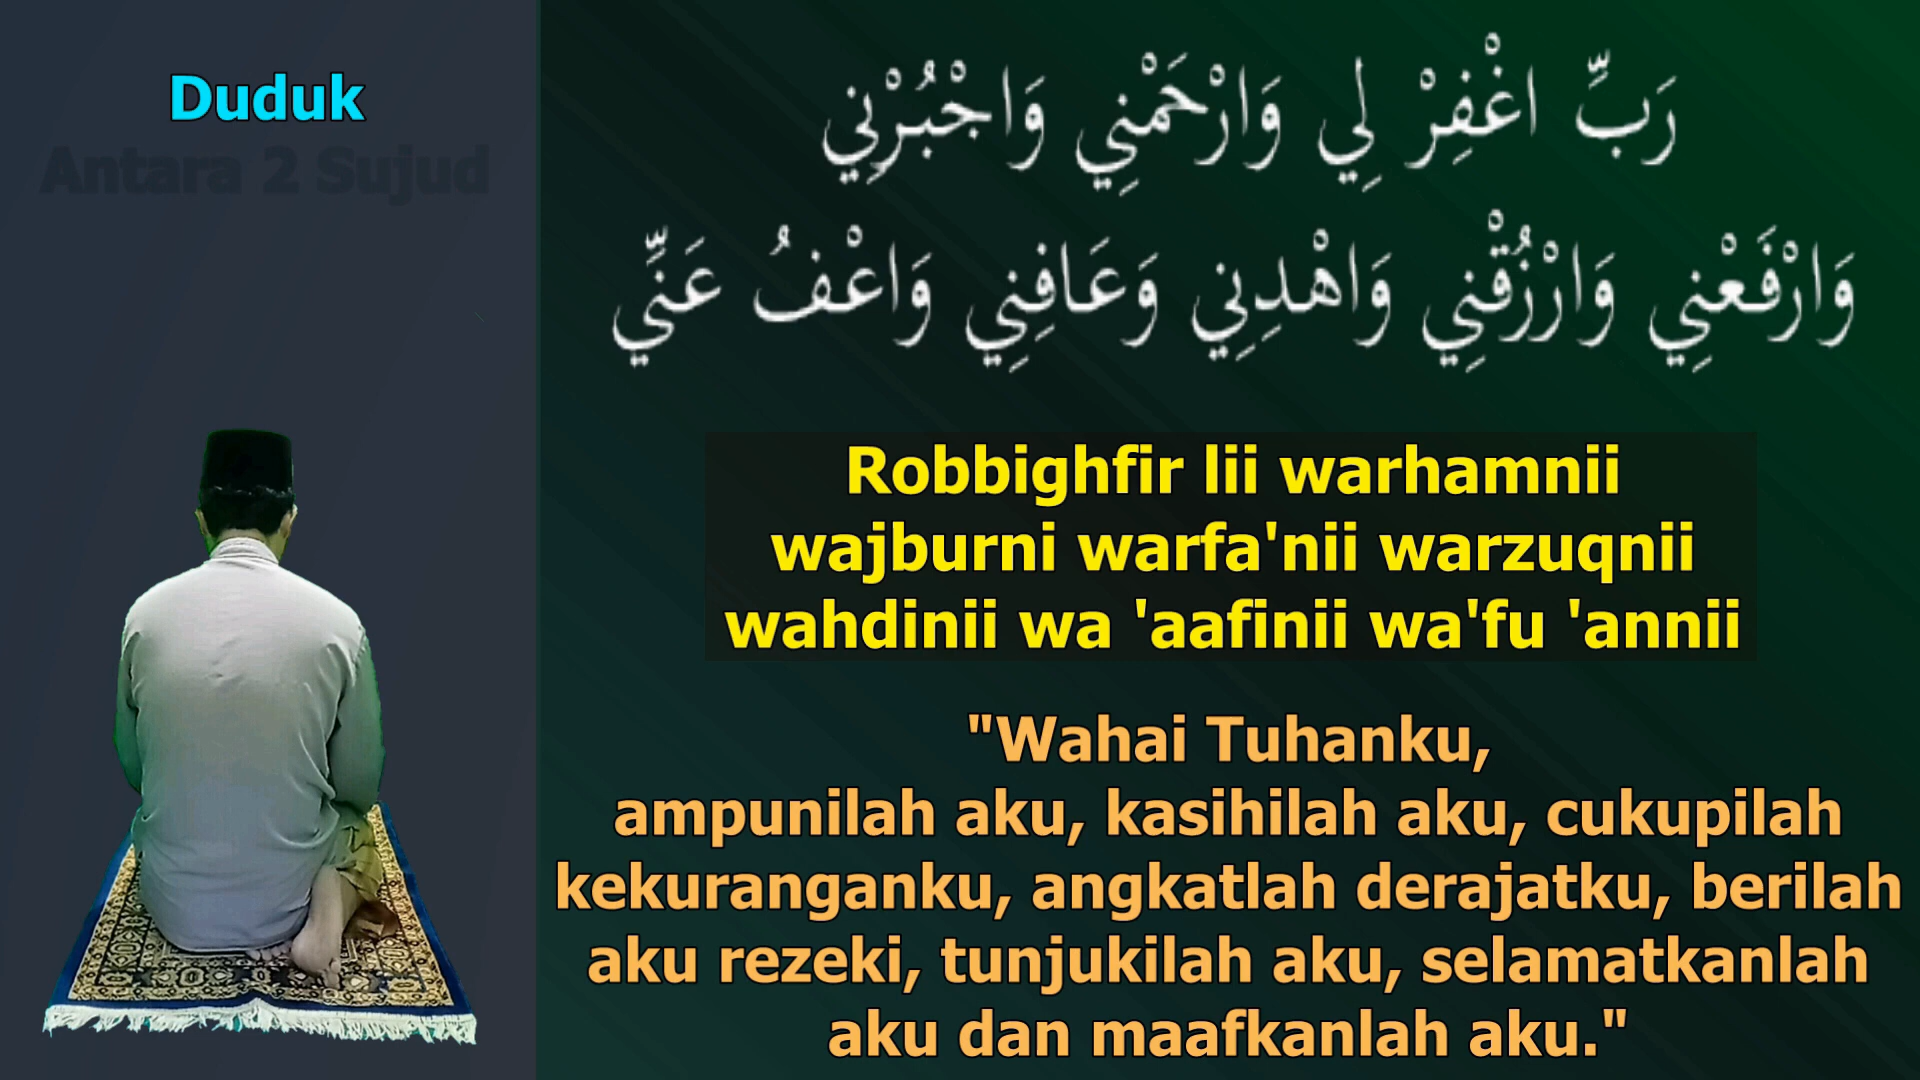 Duduk
Antara 2 Sujud
رَبِّ اغْفِرْ لِي وَارْحَمْنِي وَاجْبُرْنِي
وَارْفَعْنِي وَارْزُقْنِي وَاهْدِنِي وَعَافِنِي وَاعْفُ عَنِّي
Robbighfir lii warhamnii
wajburni warfa'nii warzuqnii
wahdinii wa 'aafinii wa'fu 'annii
"Wahai Tuhanku,
ampunilah aku, kasihilah aku, cukupilah
kekuranganku, angkatlah derajatku, berilah
aku rezeki, tunjukilah aku, selamatkanlah
aku dan maafkanlah aku."